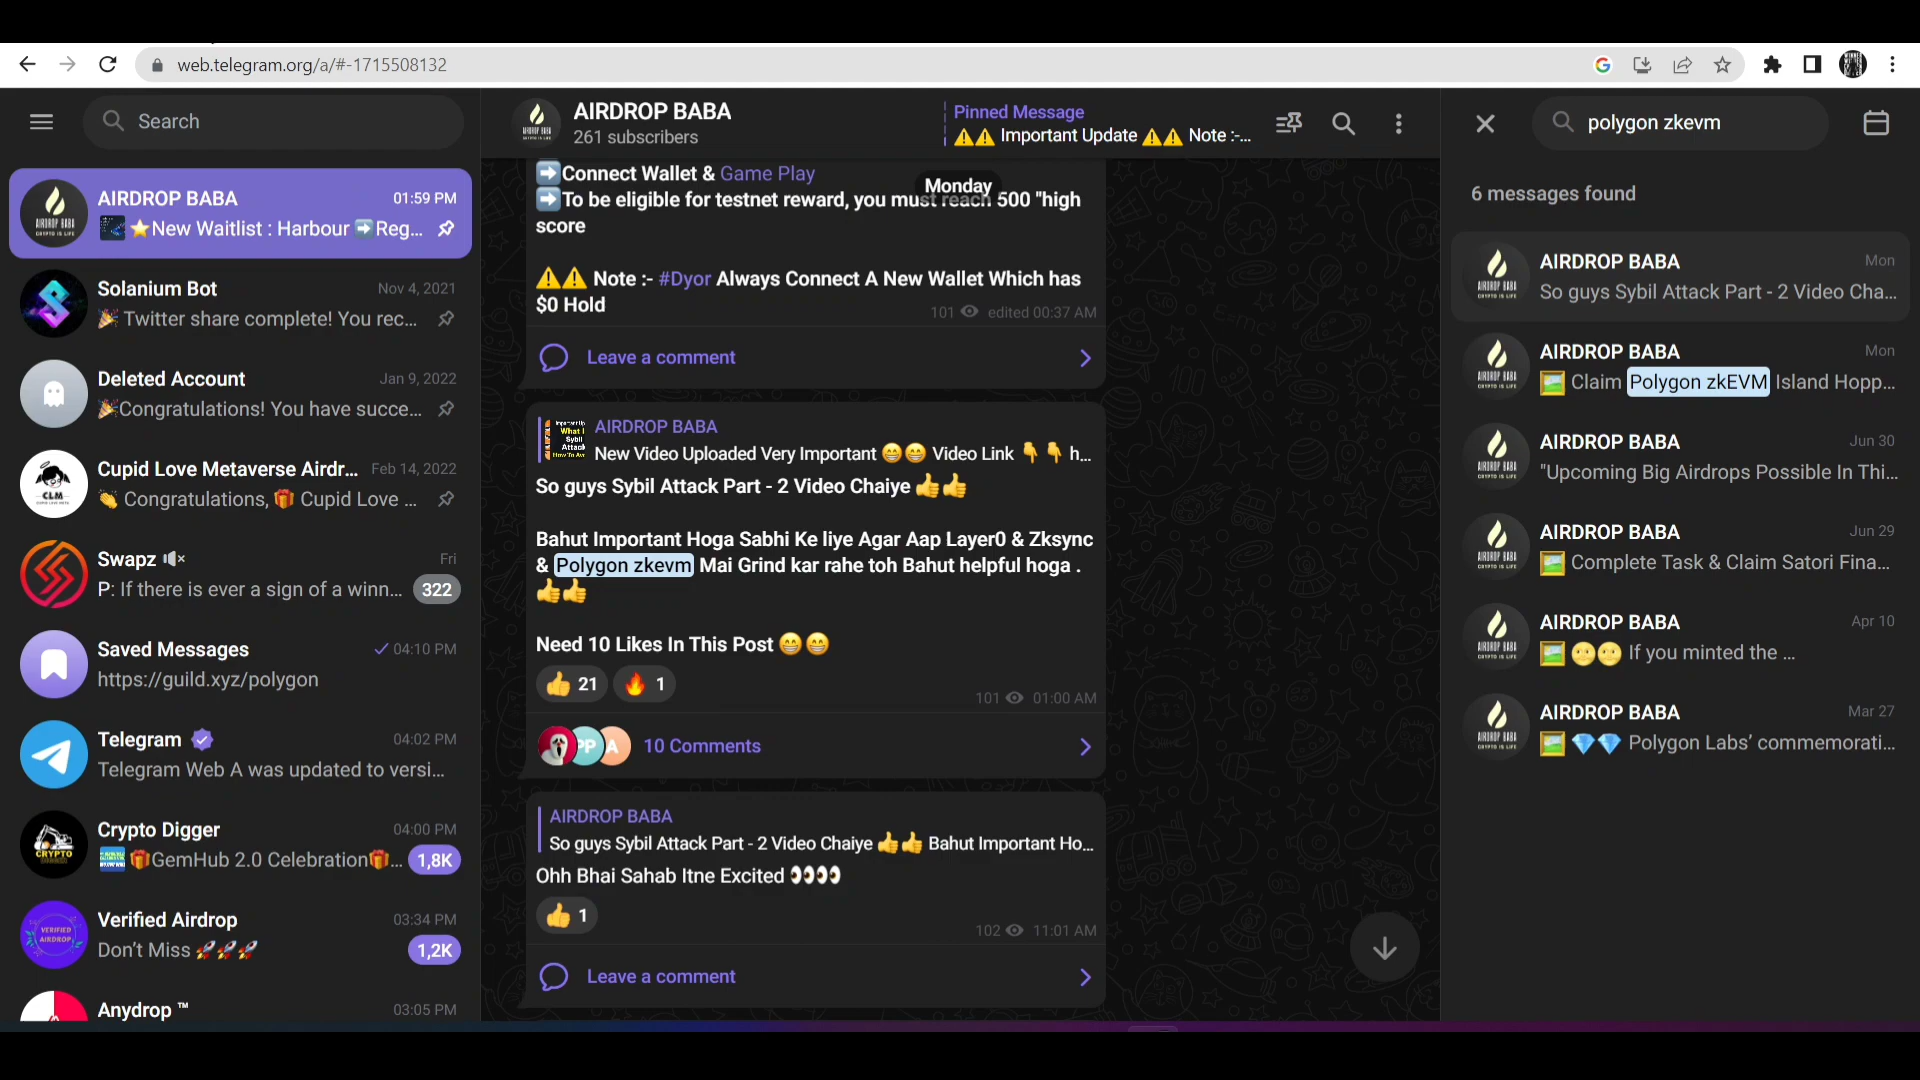 web.telegram.org/a/#-1715508132
Search
AIRDROP BABA 01:59 PM
⭐New Waitlist : Harbour ➡️Reg...
Solanium Bot Nov 4, 2021
🎉 Twitter share complete! You rec...
Deleted Account Jan 9, 2022
🎉Congratulations! You have succe...
Cupid Love Metaverse Airdr... Feb 14, 2022
👏 Congratulations, 🎁 Cupid Love ...
Swapz Fri
P: If there is ever a sign of a winn... 322
Saved Messages 04:10 PM
https://guild.xyz/polygon
Telegram 04:02 PM
Telegram Web A was updated to versi...
Crypto Digger 04:00 PM
🎁GemHub 2.0 Celebration🎁... 1,8K
Verified Airdrop 03:34 PM
Don't Miss 🚀🚀🚀 1,2K
Anydrop ™ 03:05 PM
AIRDROP BABA
261 subscribers
Pinned Message
⚠️⚠️ Important Update ⚠️⚠️ Note :-...
➡️Connect Wallet & Game Play
Monday
➡️To be eligible for testnet reward, you must reach 500 "high
score
⚠️⚠️ Note :- #Dyor Always Connect A New Wallet Which has
$0 Hold
101 edited 00:37 AM
Leave a comment
AIRDROP BABA
New Video Uploaded Very Important 😁😁 Video Link 👇👇 h...
So guys Sybil Attack Part - 2 Video Chaiye 👍👍
Bahut Important Hoga Sabhi Ke liye Agar Aap Layer0 & Zksync
& Polygon zkevm Mai Grind kar rahe toh Bahut helpful hoga .
👍👍
Need 10 Likes In This Post 😁😁
👍 21 🔥 1
101 01:00 AM
PP A 10 Comments
AIRDROP BABA
So guys Sybil Attack Part - 2 Video Chaiye 👍👍 Bahut Important Ho...
Ohh Bhai Sahab Itne Excited 👀👀
👍 1
102 11:01 AM
Leave a comment
polygon zkevm
6 messages found
AIRDROP BABA Mon
So guys Sybil Attack Part - 2 Video Cha...
AIRDROP BABA Mon
🖼️ Claim Polygon zkEVM Island Hopp...
AIRDROP BABA Jun 30
"Upcoming Big Airdrops Possible In Thi...
AIRDROP BABA Jun 29
🖼️ Complete Task & Claim Satori Fina...
AIRDROP BABA Apr 10
🖼️ 🌝🌝 If you minted the ...
AIRDROP BABA Mar 27
🖼️ 💎💎 Polygon Labs' commemorati...